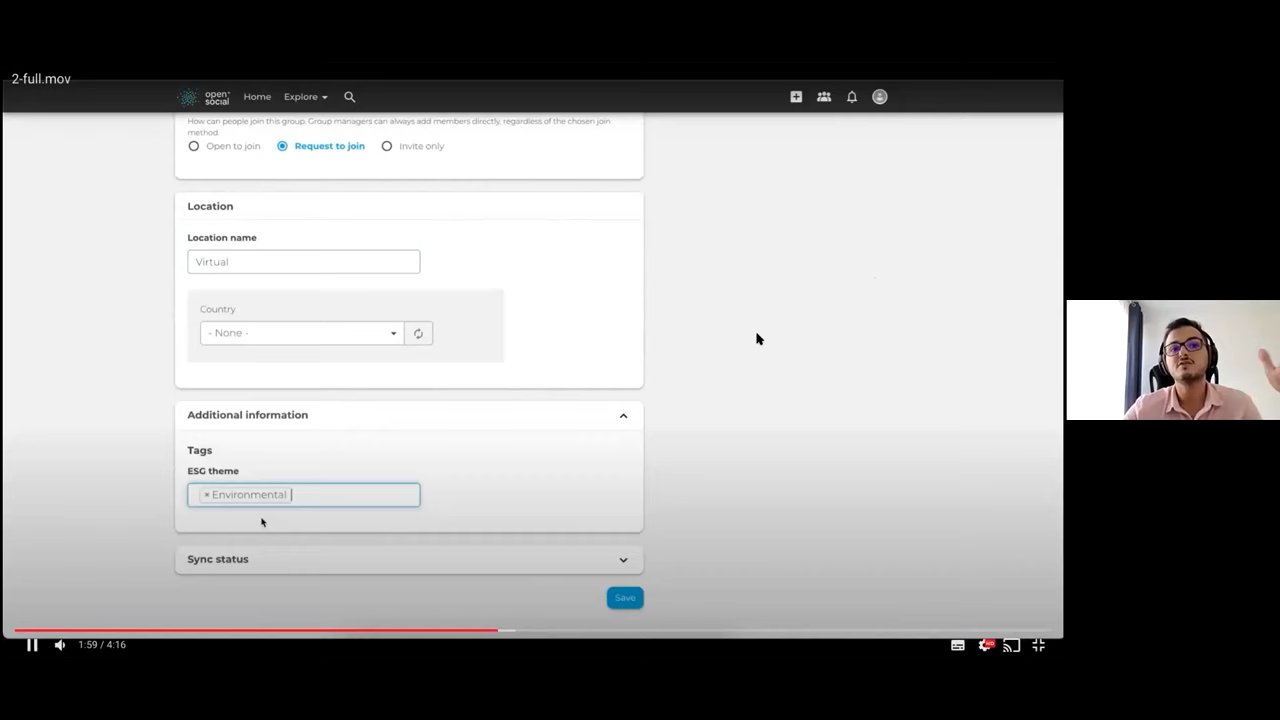 2-full.mov
open social
Home
Explore
How can people join this group. Group managers can always add members directly, regardless of the chosen join
method.
Open to join
Request to join
Invite only
Location
Location name
Virtual
Country
- None -
Additional information
Tags
ESG theme
× Environmental
Sync status
Save
1:59 / 4:16
HD